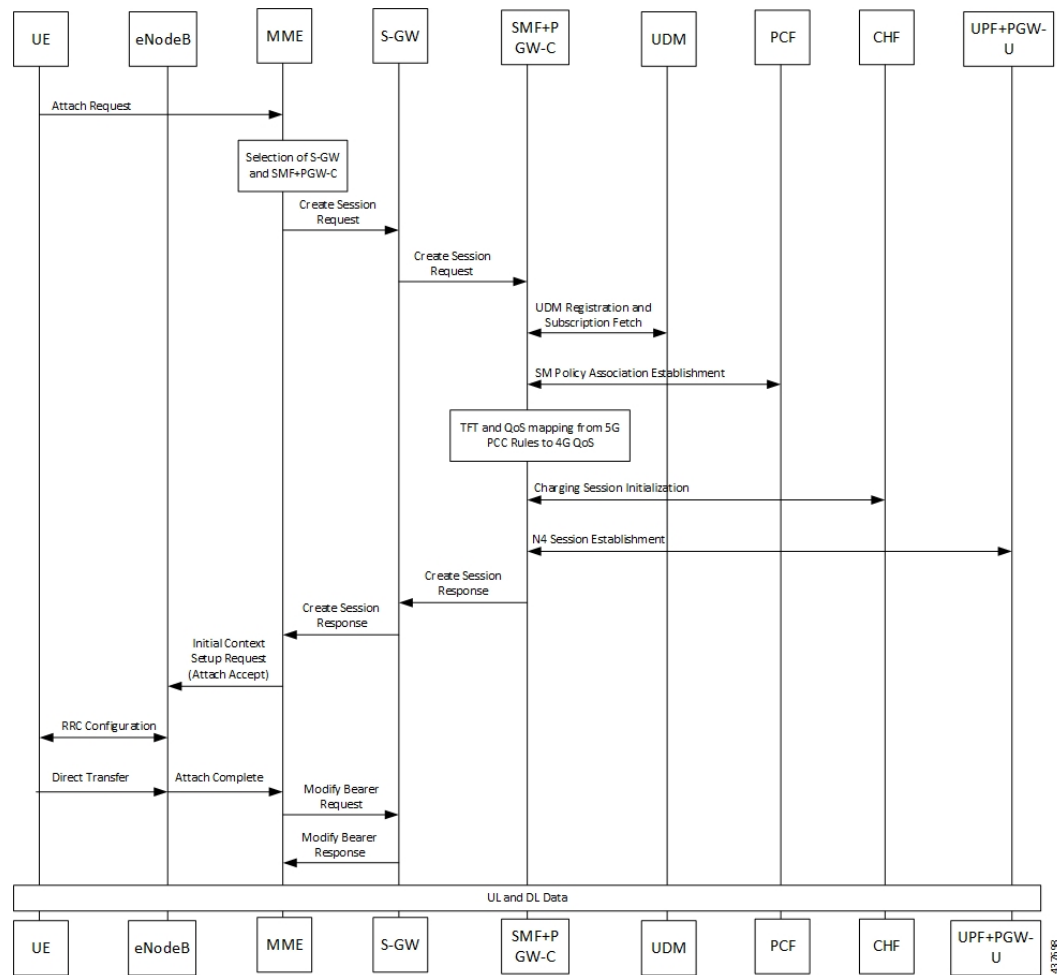 UE
eNodeB
MME
S-GW
SMF+P
GW-C
UDM
PCF
CHF
UPF+PGW-
U
Attach Request
Selection of S-GW
and SMF+PGW-C
Create Session
Request
Create Session
Request
UDM Registration and
Subscription Fetch
SM Policy Association Establishment
TFT and QoS mapping from 5G
PCC Rules to 4G QoS
Charging Session Initialization
N4 Session Establishment
Create Session
Response
Create Session
Response
Initial Context
Setup Request
(Attach Accept)
RRC Configuration
Direct Transfer
Attach Complete
Modify Bearer
Request
Modify Bearer
Response
UL and DL Data
UE
eNodeB
MME
S-GW
SMF+P
GW-C
UDM
PCF
CHF
UPF+PGW-
U
437698